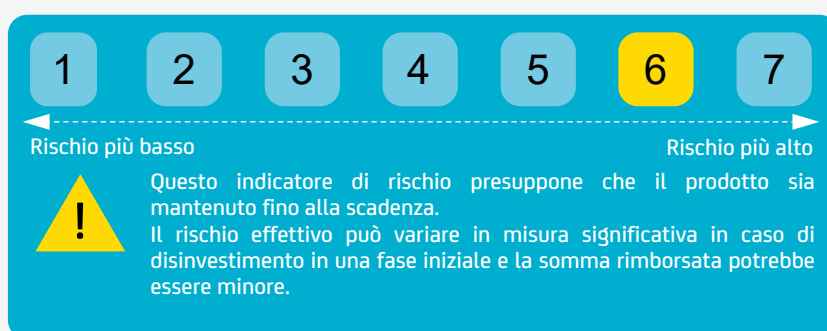 1 2 3 4 5 6 7
Rischio più basso Rischio più alto
!
Questo indicatore di rischio presuppone che il prodotto sia
mantenuto fino alla scadenza.
Il rischio effettivo può variare in misura significativa in caso di
disinvestimento in una fase iniziale e la somma rimborsata potrebbe
essere minore.